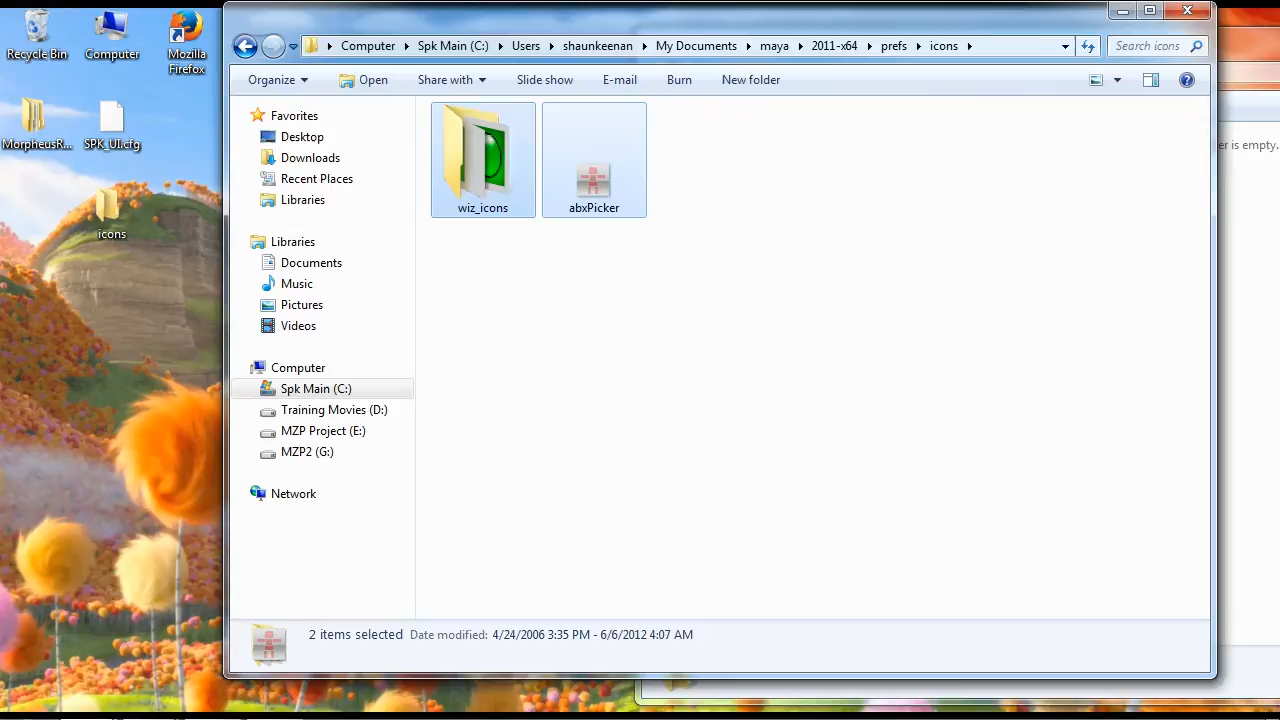 Recycle Bin
Computer
Mozilla
Firefox
MorpheusR...
SPK_UI.cfg
icons
Computer
Spk Main (C:)
Users
shaunkeenan
My Documents
maya
2011-x64
prefs
icons
Search icons
Organize
Open
Share with
Slide show
E-mail
Burn
New folder
Favorites
Desktop
Downloads
Recent Places
Libraries
Libraries
Documents
Music
Pictures
Videos
Computer
Spk Main (C:)
Training Movies (D:)
MZP Project (E:)
MZP2 (G:)
Network
wiz_icons
abxPicker
er is empty.
2 items selected Date modified: 4/24/2006 3:35 PM - 6/6/2012 4:07 AM